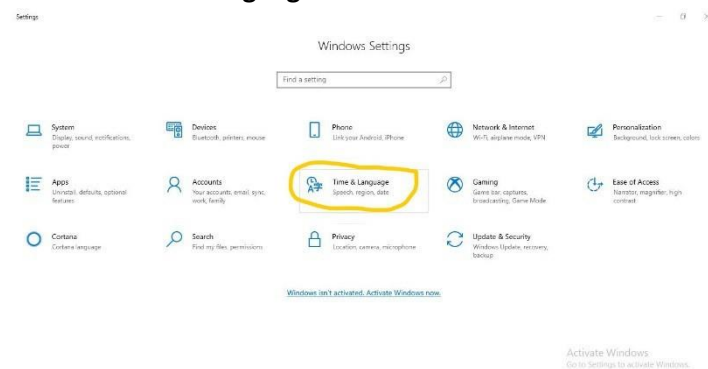 Settings
Windows Settings
Find a setting
System
Display, sound, notifications,
power
Devices
Bluetooth, printers, mouse
Phone
Link your Android, iPhone
Network & Internet
Wi-Fi, airplane mode, VPN
Personalization
Background, lock screen, colors
Apps
Uninstall, defaults, optional
features
Accounts
Your accounts, email, sync,
work, family
Time & Language
Speech, region, date
Gaming
Game bar, captures,
broadcasting, Game Mode
Ease of Access
Narrator, magnifier, high
contrast
Cortana
Cortana language
Search
Find my files, permissions
Privacy
Location, camera, microphone
Update & Security
Windows Update, recovery,
backup
Windows isn't activated. Activate Windows now.
Activate Windows
Go to Settings to activate Windows.